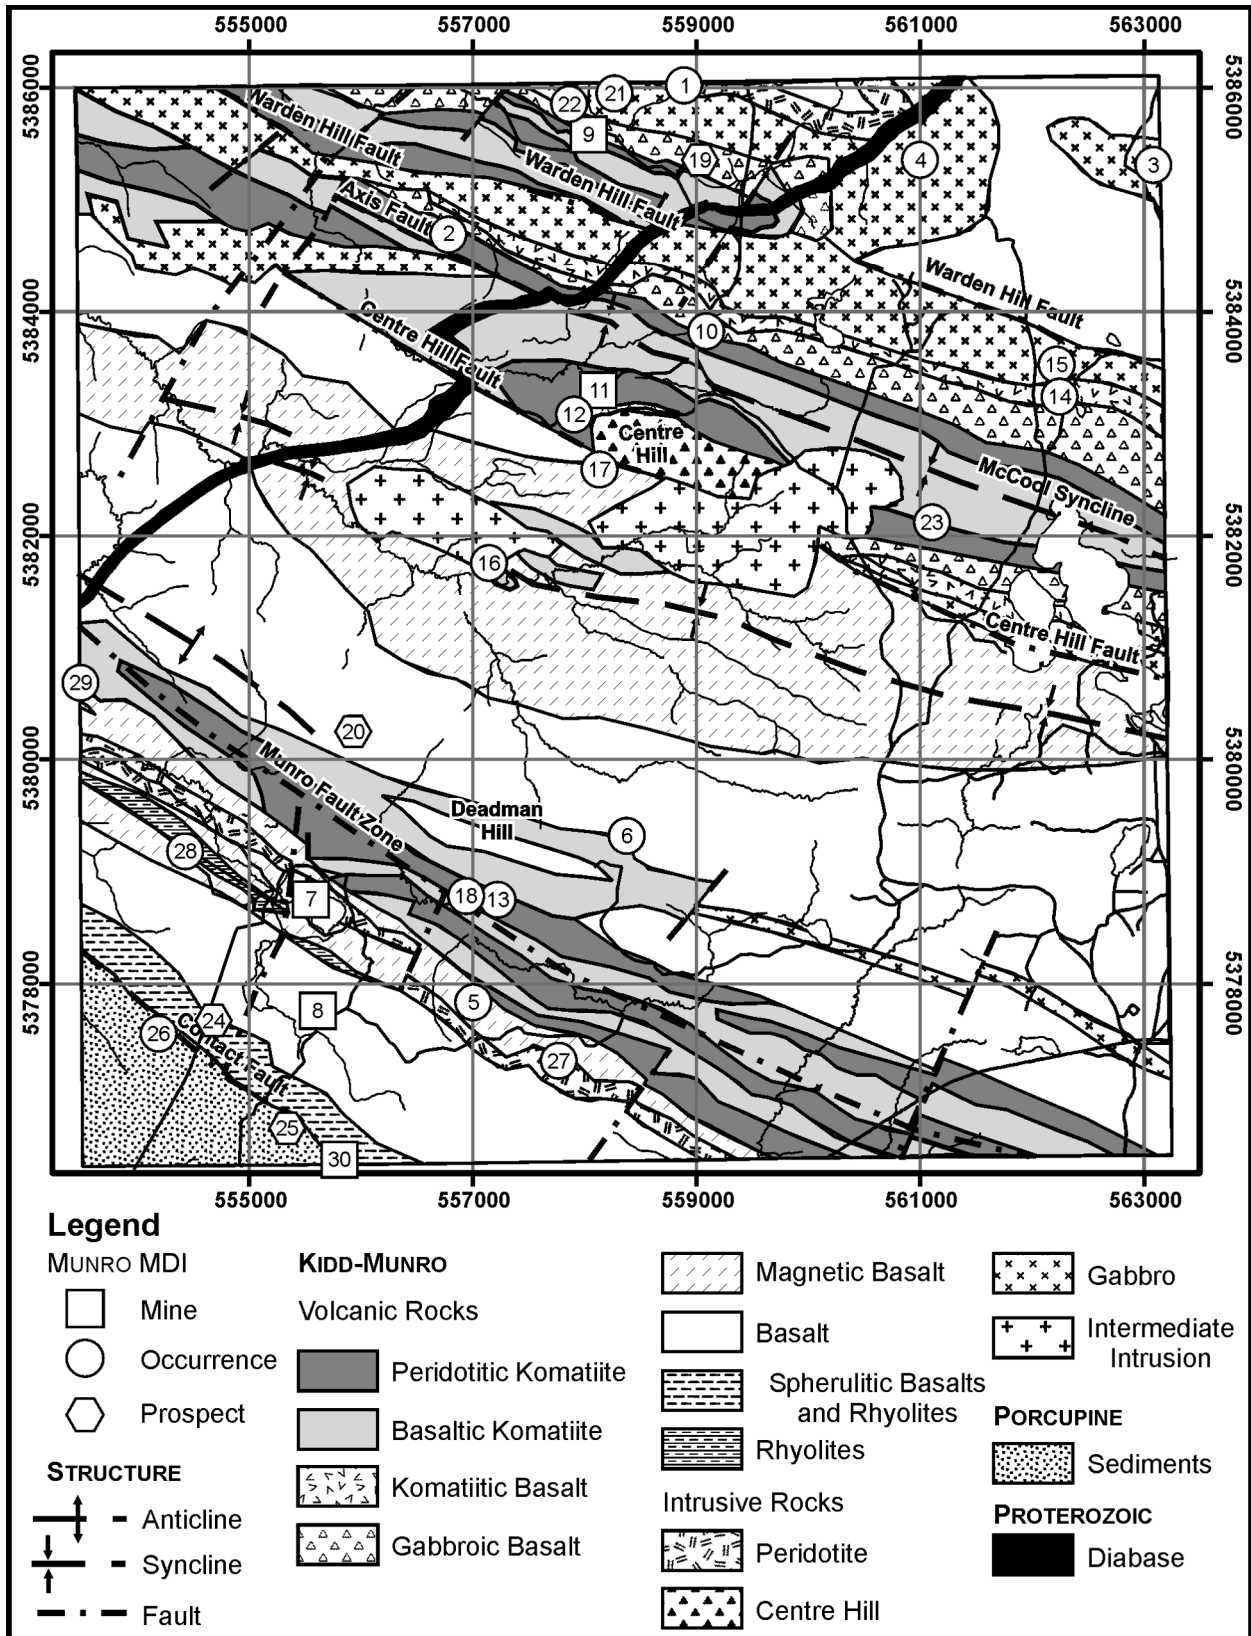 555000 557000 559000 561000 563000
5386000 5386000
5384000 5384000
5382000 5382000
5380000 5380000
5378000 5378000
1
21
22
9
19
4
3
Warden Hill Fault
Warden Hill Fault
Axis Fault
2
Warden Hill Fault
Centre Hill Fault
10
15
14
11
12
Centre
Hill
17
McCool Syncline
23
16
Centre Hill Fault
29
20
Munro Fault Zone
Deadman
Hill
6
28
7
18
13
5
8
24
26
Contact Fault
27
25
30
555000 557000 559000 561000 563000
Legend
MUNRO MDI
Mine
Occurrence
Prospect
STRUCTURE
Anticline
Syncline
Fault
KIDD-MUNRO
Volcanic Rocks
Peridotitic Komatiite
Basaltic Komatiite
Komatiitic Basalt
Gabbroic Basalt
Magnetic Basalt
Basalt
Spherulitic Basalts
and Rhyolites
Rhyolites
Intrusive Rocks
Peridotite
Centre Hill
Gabbro
Intermediate
Intrusion
PORCUPINE
Sediments
PROTEROZOIC
Diabase